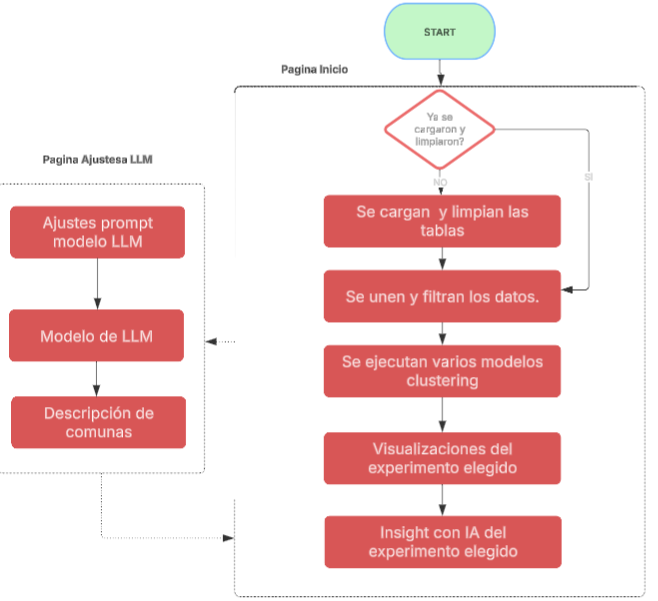 START
Pagina Inicio
Ya se
cargaron y
limpiaron?
SI
NO
Se cargan y limpian las
tablas
Se unen y filtran los datos.
Se ejecutan varios modelos
clustering
Visualizaciones del
experimento elegido
Insight con IA del
experimento elegido
Pagina Ajustesa LLM
Ajustes prompt
modelo LLM
Modelo de LLM
Descripción de
comunas